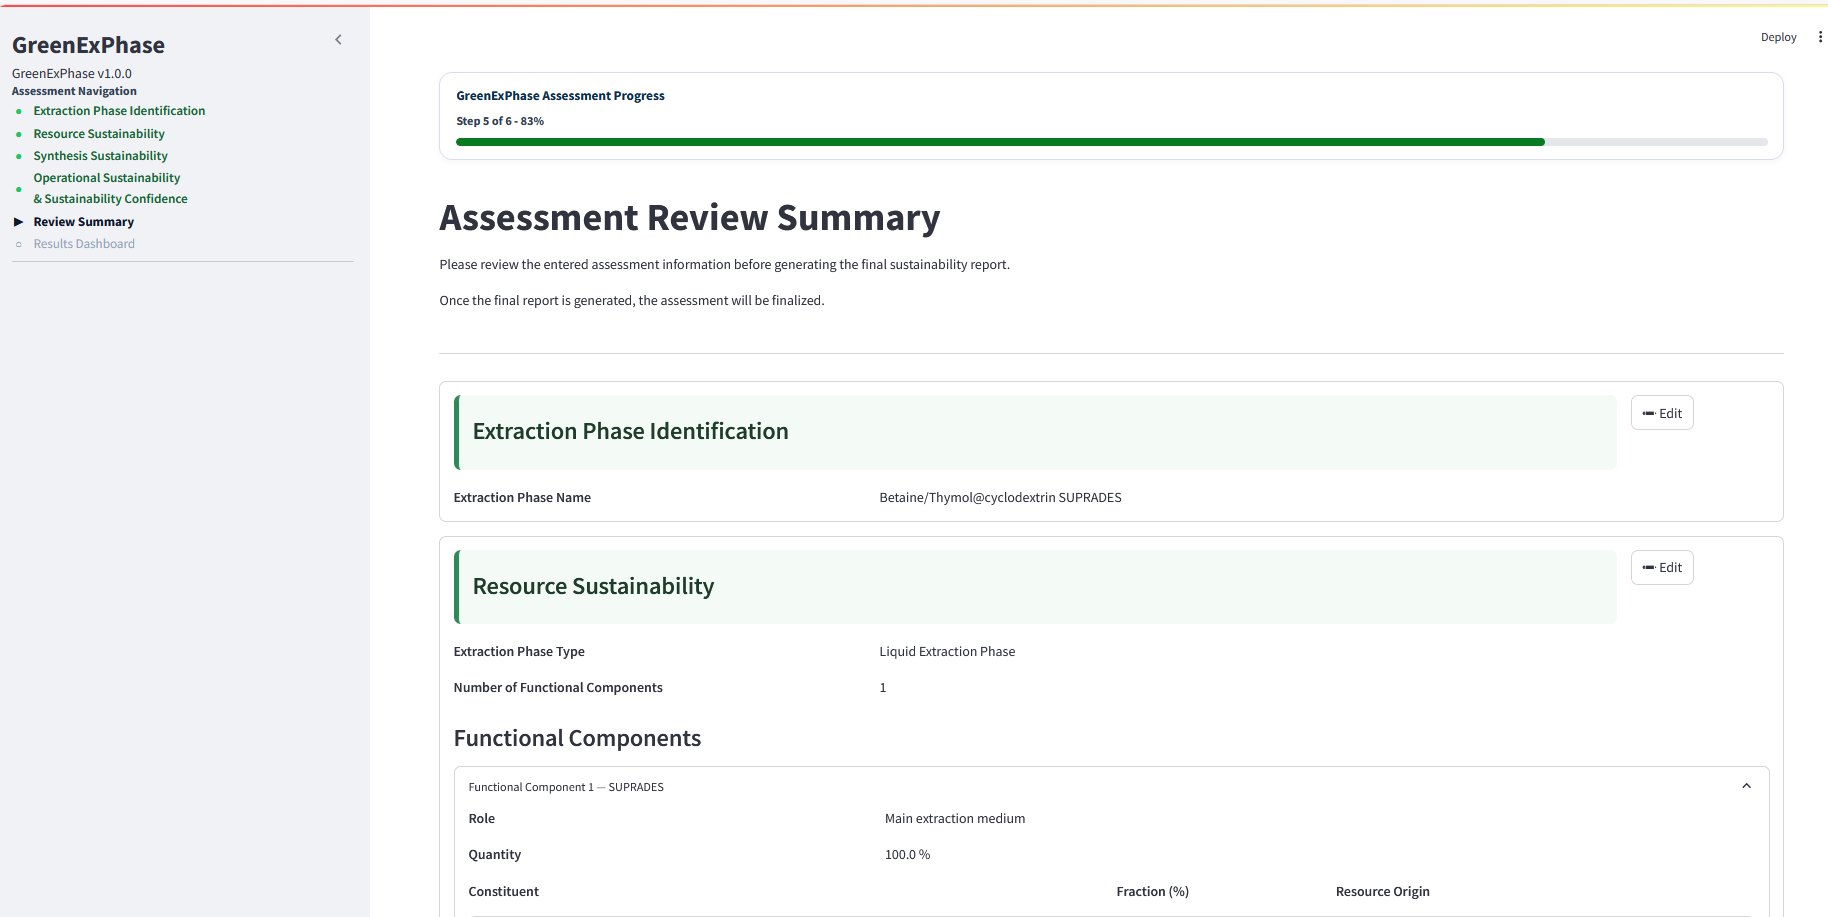 GreenExPhase
GreenExPhase v1.0.0
Assessment Navigation
Extraction Phase Identification
Resource Sustainability
Synthesis Sustainability
Operational Sustainability
& Sustainability Confidence
Review Summary
Results Dashboard
Deploy
GreenExPhase Assessment Progress
Step 5 of 6 - 83%
Assessment Review Summary
Please review the entered assessment information before generating the final sustainability report.
Once the final report is generated, the assessment will be finalized.
Extraction Phase Identification
Edit
Extraction Phase Name Betaine/Thymol@cyclodextrin SUPRADES
Resource Sustainability
Edit
Extraction Phase Type Liquid Extraction Phase
Number of Functional Components 1
Functional Components
Functional Component 1 — SUPRADES
Role Main extraction medium
Quantity 100.0 %
Constituent Fraction (%) Resource Origin